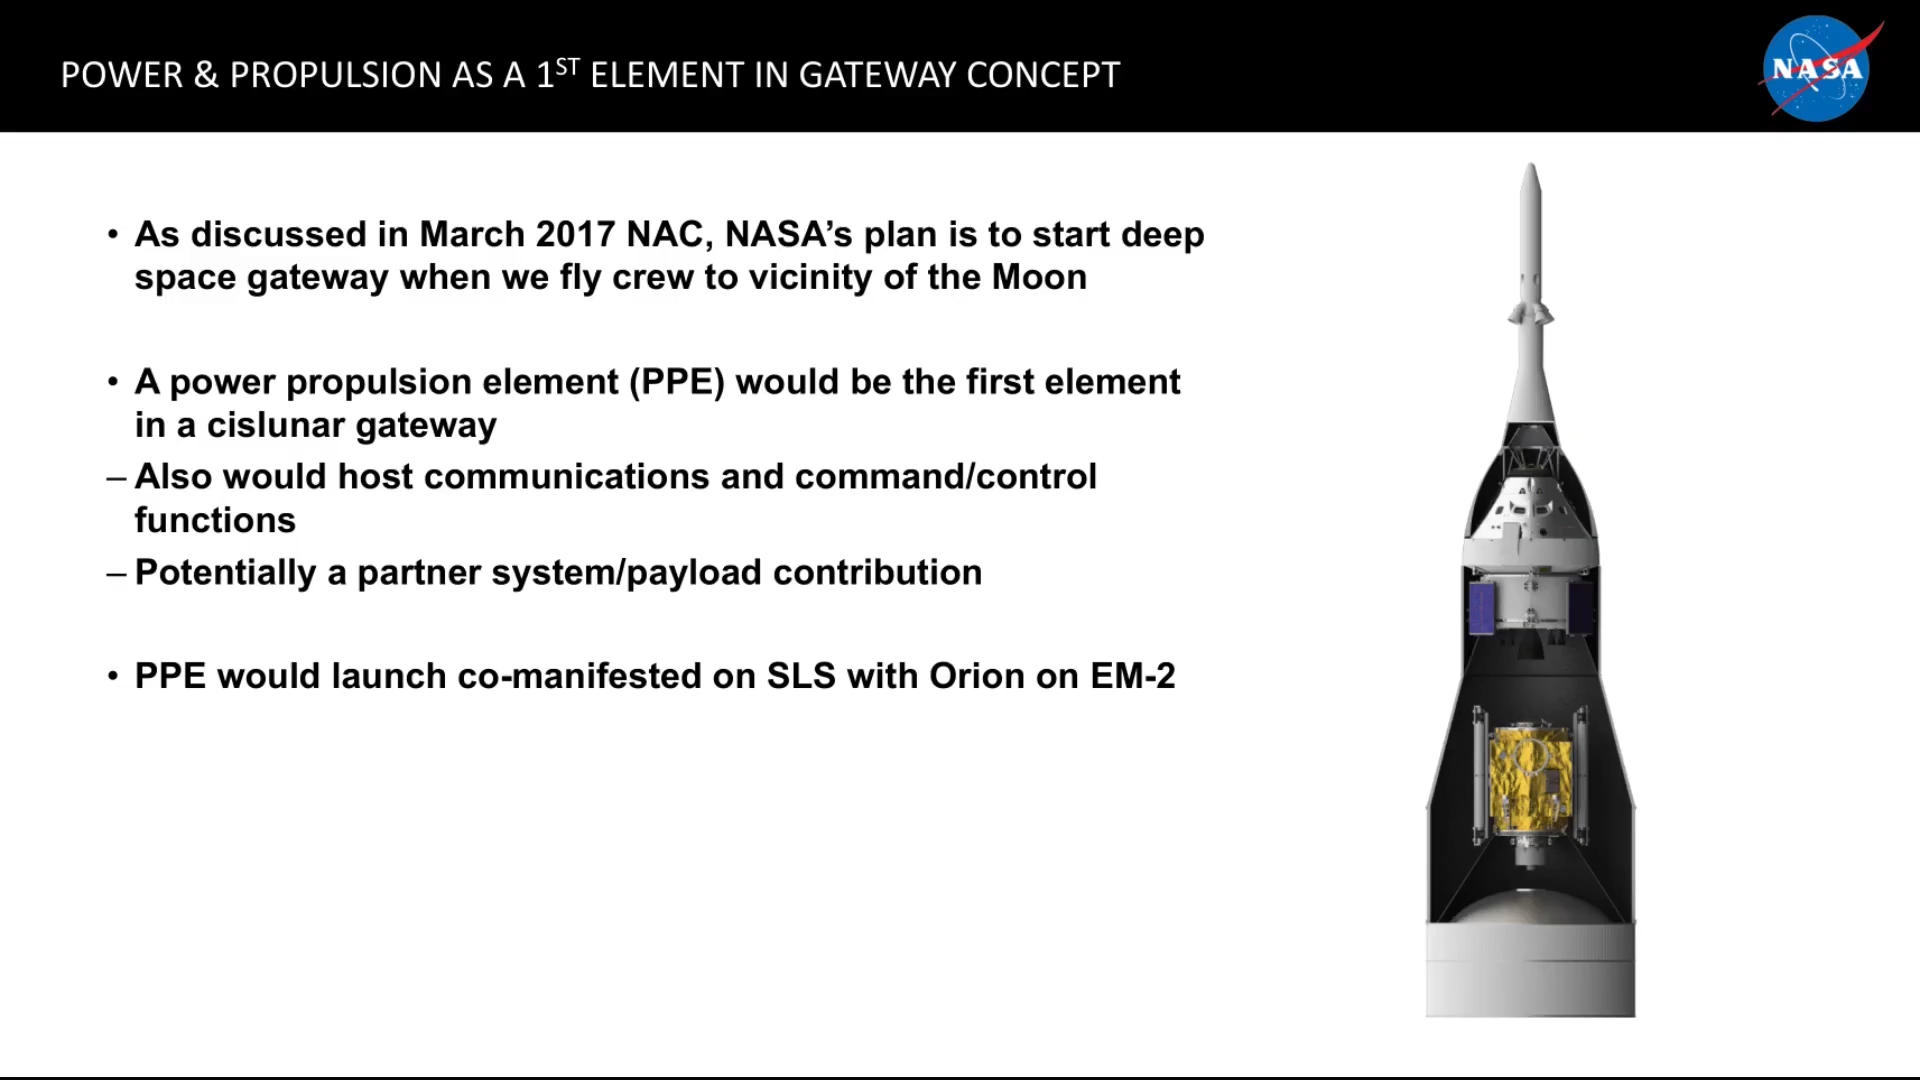 POWER & PROPULSION AS A 1ST ELEMENT IN GATEWAY CONCEPT
NASA
• As discussed in March 2017 NAC, NASA’s plan is to start deep
space gateway when we fly crew to vicinity of the Moon
• A power propulsion element (PPE) would be the first element
in a cislunar gateway
– Also would host communications and command/control
functions
– Potentially a partner system/payload contribution
• PPE would launch co-manifested on SLS with Orion on EM-2